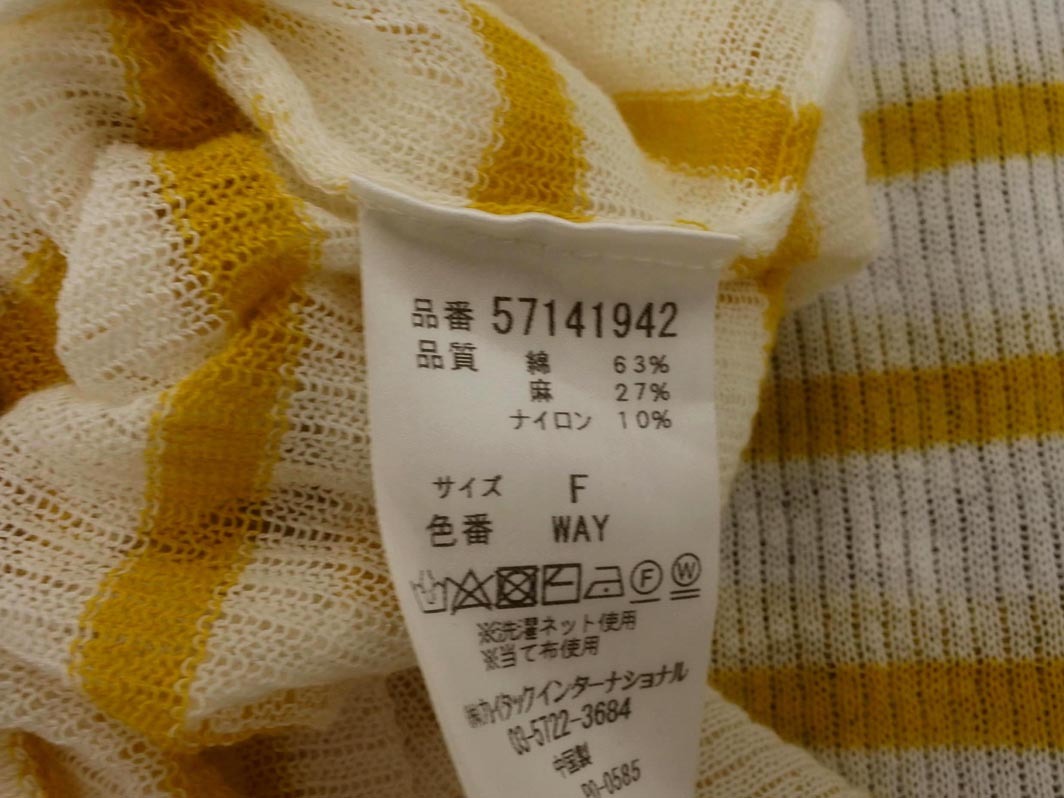 品番 57141942
品質 綿 63%
麻 27%
ナイロン 10%
サイズ F
色番 WAY
F W
※洗濯ネット使用
※当て布使用
㈱カイタックインターナショナル
03-5722-3684
中国製
PO-0585